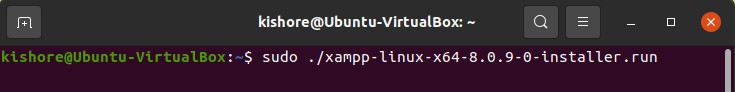 kishore@Ubuntu-VirtualBox: ~
kishore@Ubuntu-VirtualBox:~$ sudo ./xampp-linux-x64-8.0.9-0-installer.run